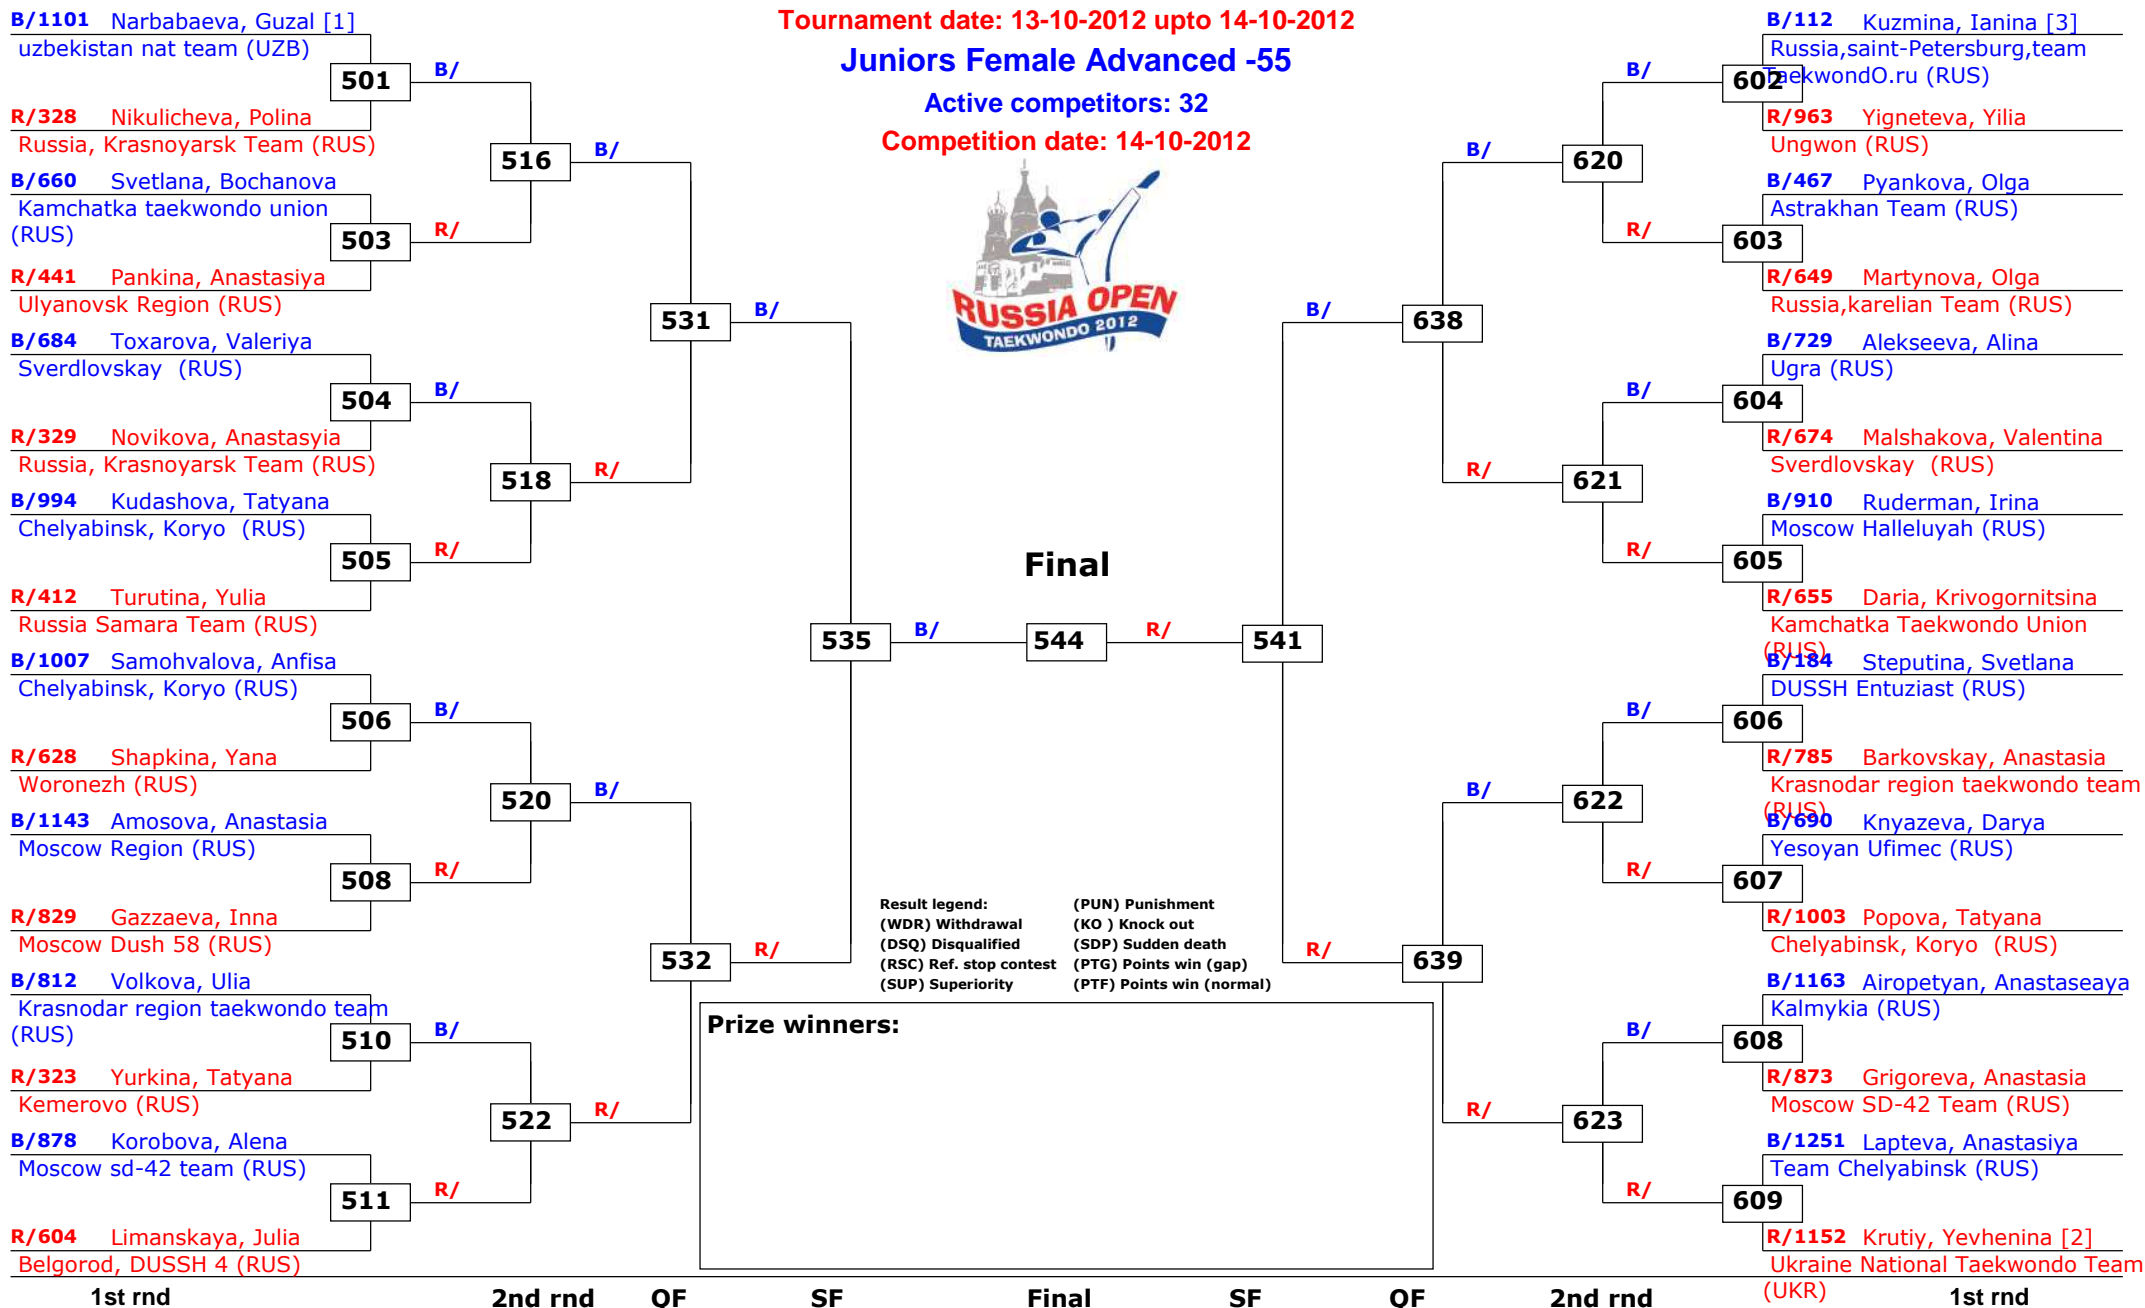 Tournament date: 13-10-2012 upto 14-10-2012
Juniors Female Advanced -55
Active competitors: 32
Competition date: 14-10-2012
RUSSIA OPEN
TAEKWONDO 2012
B/1101 Narbabaeva, Guzal [1]
uzbekistan nat team (UZB)
501
B/
R/328 Nikulicheva, Polina
Russia, Krasnoyarsk Team (RUS)
516
B/
B/660 Svetlana, Bochanova
Kamchatka taekwondo union
(RUS)
503
R/
R/441 Pankina, Anastasiya
Ulyanovsk Region (RUS)
531
B/
B/684 Toxarova, Valeriya
Sverdlovskay (RUS)
504
B/
R/329 Novikova, Anastasyia
Russia, Krasnoyarsk Team (RUS)
518
R/
B/994 Kudashova, Tatyana
Chelyabinsk, Koryo (RUS)
505
R/
R/412 Turutina, Yulia
Russia Samara Team (RUS)
535
B/
B/1007 Samohvalova, Anfisa
Chelyabinsk, Koryo (RUS)
506
B/
R/628 Shapkina, Yana
Woronezh (RUS)
520
B/
B/1143 Amosova, Anastasia
Moscow Region (RUS)
508
R/
R/829 Gazzaeva, Inna
Moscow Dush 58 (RUS)
532
R/
B/812 Volkova, Ulia
Krasnodar region taekwondo team
(RUS)
510
B/
R/323 Yurkina, Tatyana
Kemerovo (RUS)
522
R/
B/878 Korobova, Alena
Moscow sd-42 team (RUS)
511
R/
R/604 Limanskaya, Julia
Belgorod, DUSSH 4 (RUS)
Final
544
R/
541
B/112 Kuzmina, Ianina [3]
Russia,saint-Petersburg,team
TaekwondO.ru (RUS)
602
B/
R/963 Yigneteva, Yilia
Ungwon (RUS)
620
B/
B/467 Pyankova, Olga
Astrakhan Team (RUS)
603
R/
R/649 Martynova, Olga
Russia,karelian Team (RUS)
638
B/
B/729 Alekseeva, Alina
Ugra (RUS)
604
B/
R/674 Malshakova, Valentina
Sverdlovskay (RUS)
621
R/
B/910 Ruderman, Irina
Moscow Halleluyah (RUS)
605
R/
R/655 Daria, Krivogornitsina
Kamchatka Taekwondo Union
(RUS)
B/184 Steputina, Svetlana
DUSSH Entuziast (RUS)
606
B/
R/785 Barkovskay, Anastasia
Krasnodar region taekwondo team
(RUS)
622
B/
B/690 Knyazeva, Darya
Yesoyan Ufimec (RUS)
607
R/
R/1003 Popova, Tatyana
Chelyabinsk, Koryo (RUS)
639
R/
B/1163 Airopetyan, Anastaseaya
Kalmykia (RUS)
608
B/
R/873 Grigoreva, Anastasia
Moscow SD-42 Team (RUS)
623
R/
B/1251 Lapteva, Anastasiya
Team Chelyabinsk (RUS)
609
R/
R/1152 Krutiy, Yevhenina [2]
Ukraine National Taekwondo Team
(UKR)
Result legend: (PUN) Punishment
(WDR) Withdrawal (KO ) Knock out
(DSQ) Disqualified (SDP) Sudden death
(RSC) Ref. stop contest (PTG) Points win (gap)
(SUP) Superiority (PTF) Points win (normal)
Prize winners:
1st rnd 2nd rnd QF SF Final SF QF 2nd rnd 1st rnd